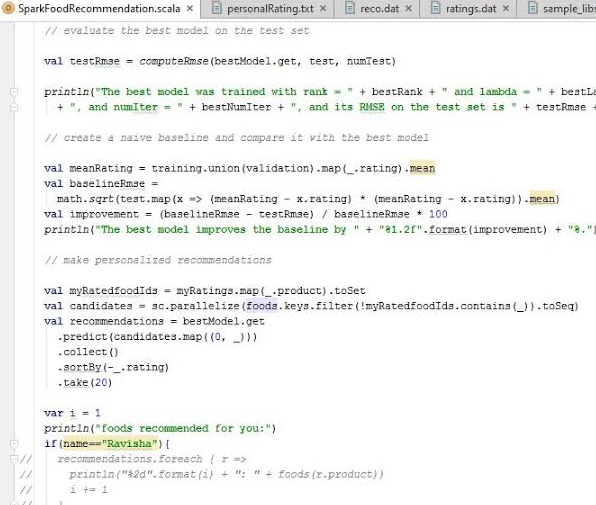 SparkFoodRecommendation.scala × personalRating.txt × reco.dat × ratings.dat × sample_libs
// evaluate the best model on the test set
val testRmse = computeRmse(bestModel.get, test, numTest)
println("The best model was trained with rank = " + bestRank + " and lambda = " + bestLa
+ ", and numIter = " + bestNumIter + ", and its RMSE on the test set is " + testRmse +
// create a naive baseline and compare it with the best model
val meanRating = training.union(validation).map(_.rating).mean
val baselineRmse =
math.sqrt(test.map(x => (meanRating - x.rating) * (meanRating - x.rating)).mean)
val improvement = (baselineRmse - testRmse) / baselineRmse * 100
println("The best model improves the baseline by " + "%1.2f".format(improvement) + "%.")
// make personalized recommendations
val myRatedfoodIds = myRatings.map(_.product).toSet
val candidates = sc.parallelize(foods.keys.filter(!myRatedfoodIds.contains(_)).toSeq)
val recommendations = bestModel.get
.predict(candidates.map((0, _)))
.collect()
.sortBy(-_.rating)
.take(20)
var i = 1
println("foods recommended for you:")
if(name=="Ravisha"){
// recommendations.foreach { r =>
// println("%2d".format(i) + ": " + foods(r.product))
// i += 1
// }